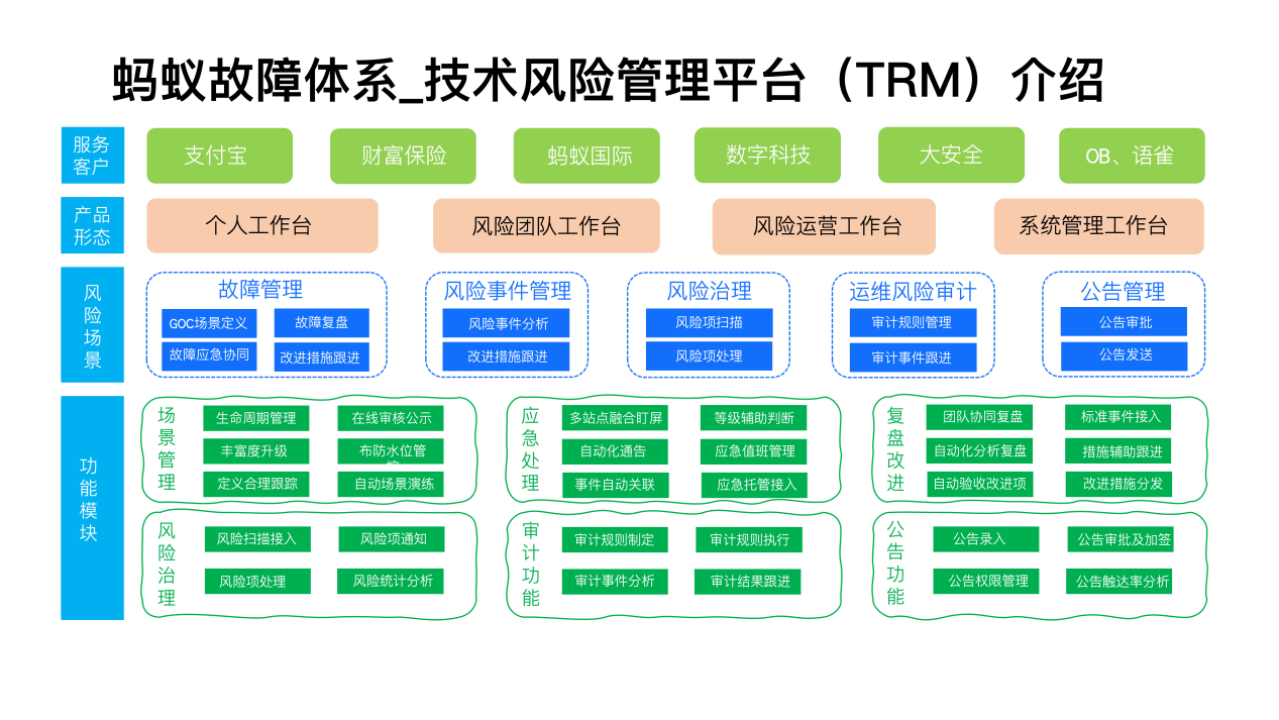 蚂蚁故障体系_技术风险管理平台（TRM）介绍
服务
客户
支付宝
财富保险
蚂蚁国际
数字科技
大安全
OB、语雀
产品
形态
个人工作台
风险团队工作台
风险运营工作台
系统管理工作台
风
险
场
景
故障管理
GOC场景定义
故障复盘
故障应急协同
改进措施跟进
风险事件管理
风险事件分析
改进措施跟进
风险治理
风险项扫描
风险项处理
运维风险审计
审计规则管理
审计事件跟进
公告管理
公告审批
公告发送
功
能
模
块
场
景
管
理
生命周期管理
在线审核公示
丰富度升级
布防水位管
控
定义合理跟踪
自动场景演练
应
急
处
理
多站点融合盯屏
等级辅助判断
自动化通告
应急值班管理
事件自动关联
应急托管接入
复
盘
改
进
团队协同复盘
标准事件接入
自动化分析复盘
措施辅助跟进
自动验收改进项
改进措施分发
风
险
治
理
风险扫描接入
风险项通知
风险项处理
风险统计分析
审
计
功
能
审计规则制定
审计规则执行
审计事件分析
审计结果跟进
公
告
功
能
公告录入
公告审批及加签
公告权限管理
公告触达率分析